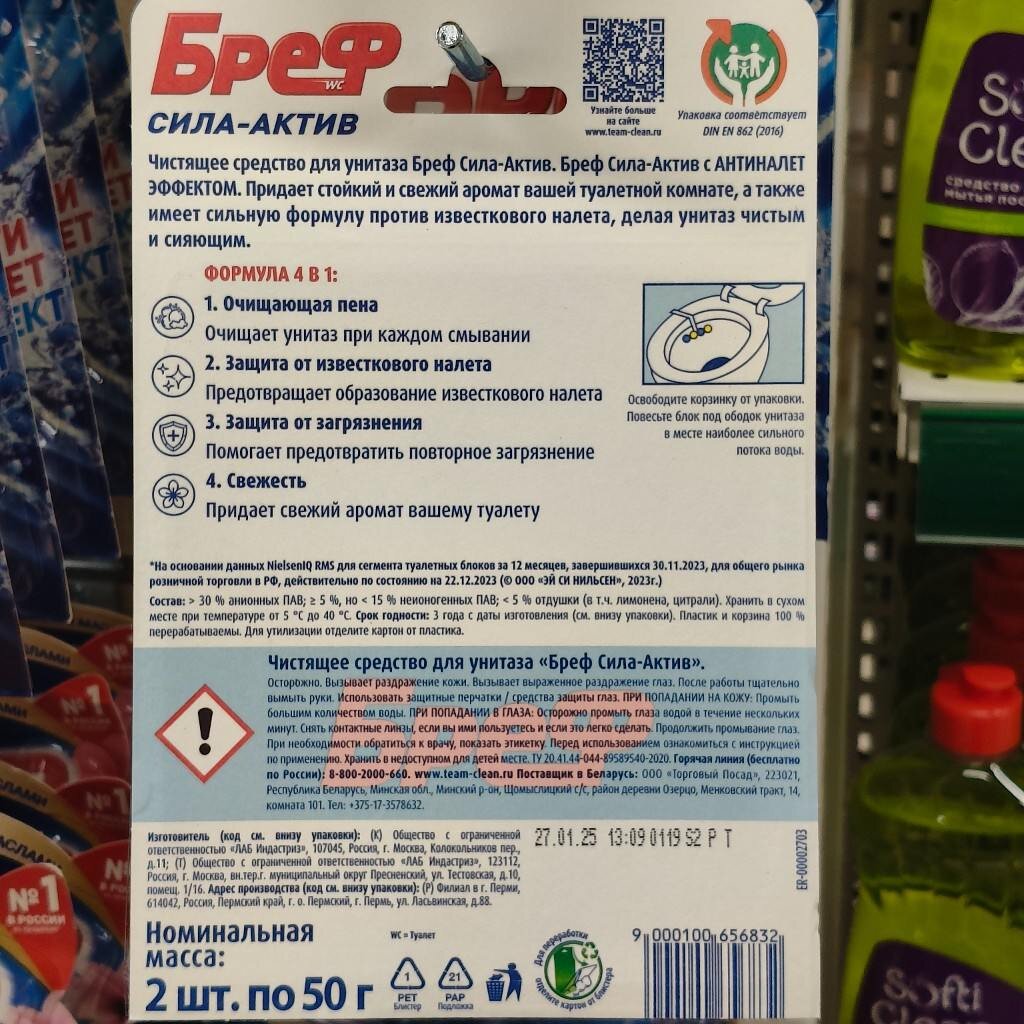 Бреф
WC
СИЛА-АКТИВ
Узнайте больше
на сайте
www.team-clean.ru
Упаковка соответствует
DIN EN 862 (2016)
Чистящее средство для унитаза Бреф Сила-Актив. Бреф Сила-Актив с АНТИНАЛЕТ
ЭФФЕКТОМ. Придает стойкий и свежий аромат вашей туалетной комнате, а также
имеет сильную формулу против известкового налета, делая унитаз чистым
и сияющим.
ФОРМУЛА 4 В 1:
1. Очищающая пена
Очищает унитаз при каждом смывании
2. Защита от известкового налета
Предотвращает образование известкового налета
3. Защита от загрязнения
Помогает предотвратить повторное загрязнение
4. Свежесть
Придает свежий аромат вашему туалету
Освободите корзинку от упаковки.
Повесьте блок под ободок унитаза
в месте наиболее сильного
потока воды.
*На основании данных NielsenIQ RMS для сегмента туалетных блоков за 12 месяцев, завершившихся 30.11.2023, для общего рынка
розничной торговли в РФ, действительно по состоянию на 22.12.2023 (© ООО «ЭЙ СИ НИЛЬСЕН», 2023г.)
Состав: > 30 % анионных ПАВ; ≥ 5 %, но < 15 % неионогенных ПАВ; < 5 % отдушки (в т.ч. лимонена, цитрали). Хранить в сухом
месте при температуре от 5 °С до 40 °С. Срок годности: 3 года с даты изготовления (см. внизу упаковки). Пластик и корзина 100 %
перерабатываемы. Для утилизации отделите картон от пластика.
Чистящее средство для унитаза «Бреф Сила-Актив».
Осторожно. Вызывает раздражение кожи. Вызывает выраженное раздражение глаз. После работы тщательно
вымыть руки. Использовать защитные перчатки / средства защиты глаз. ПРИ ПОПАДАНИИ НА КОЖУ: Промыть
большим количеством воды. ПРИ ПОПАДАНИИ В ГЛАЗА: Осторожно промыть глаза водой в течение нескольких
минут. Снять контактные линзы, если вы ими пользуетесь и если это легко сделать. Продолжить промывание глаз.
При необходимости обратиться к врачу, показать этикетку. Перед использованием ознакомиться с инструкцией
по применению. Хранить в недоступном для детей месте. ТУ 20.41.44-044-89589540-2020. Горячая линия (бесплатно
по России): 8-800-2000-660. www.team-clean.ru Поставщик в Беларусь: ООО «Торговый Посад», 223021,
Республика Беларусь, Минская обл., Минский р-он, Щомыслицкий с/с, район деревни Озерцо, Меньковский тракт, 14,
комната 101. Тел: +375-17-3578632.
Бреф
Изготовитель (код см. внизу упаковки): (К) Общество с ограниченной
ответственностью «ЛАБ Индастриз», 107045, Россия, г. Москва, Колокольников пер.,
д.11; (Т) Общество с ограниченной ответственностью «ЛАБ Индастриз», 123112,
Россия, г. Москва, вн.тер.г. муниципальный округ Пресненский, ул. Тестовская, д.10,
помещ. 1/16. Адрес производства (код см. внизу упаковки): (Р) Филиал в г. Перми,
614042, Россия, Пермский край, г. о. Пермский, г. Пермь, ул. Ласьвинская, д.88.
27.01.25 13:09 0119 S2 P T
ER-00002703
Номинальная
масса:
2 шт. по 50 г
WC = Туалет
1
PET
Блистер
21
PAP
Подложка
Для переработки
отделите картон от блистера
9 000100 656832
№1
В РОССИИ
Softi